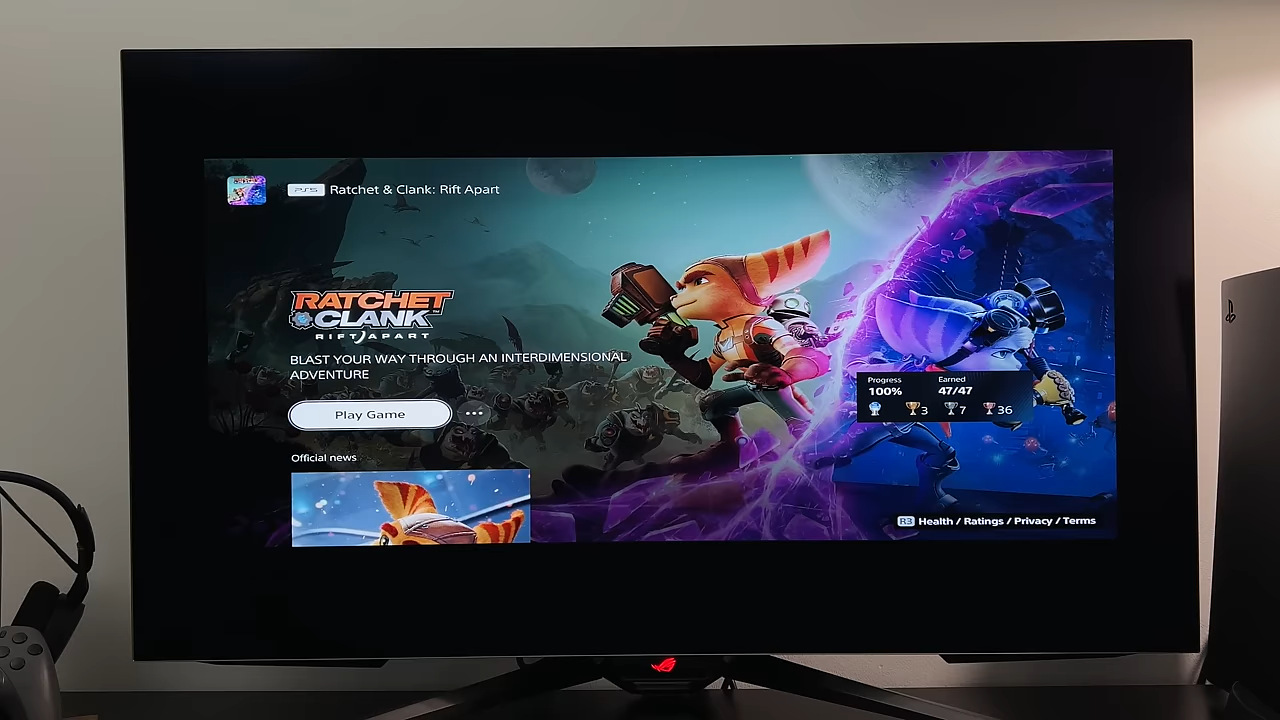 PS5 Ratchet & Clank: Rift Apart
RATCHET
CLANK
RIFT APART
BLAST YOUR WAY THROUGH AN INTERDIMENSIONAL
ADVENTURE
Progress Earned
100% 47/47
3 7 36
Play Game ...
Official news
R3 Health / Ratings / Privacy / Terms